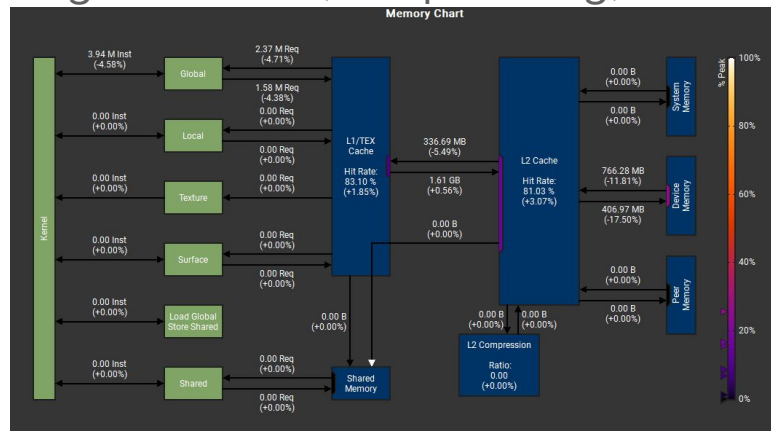 Memory Chart
Kernel
3.94 M Inst
(-4.58%)
Global
2.37 M Req
(-4.71%)
1.58 M Req
(-4.38%)
0.00 Inst
(+0.00%)
Local
0.00 Req
(+0.00%)
0.00 Req
(+0.00%)
0.00 Inst
(+0.00%)
Texture
0.00 Req
(+0.00%)
0.00 Inst
(+0.00%)
Surface
0.00 Req
(+0.00%)
0.00 Req
(+0.00%)
0.00 Inst
(+0.00%)
Load Global
Store Shared
0.00 Inst
(+0.00%)
Shared
0.00 Req
(+0.00%)
0.00 Req
(+0.00%)
L1/TEX
Cache
Hit Rate:
83.10 %
(+1.85%)
0.00 B
(+0.00%)
Shared
Memory
336.69 MB
(-5.49%)
1.61 GB
(+0.56%)
0.00 B
(+0.00%)
L2 Cache
Hit Rate:
81.03 %
(+3.07%)
0.00 B
(+0.00%)
0.00 B
(+0.00%)
L2 Compression
Ratio:
0.00
(+0.00%)
0.00 B
(+0.00%)
0.00 B
(+0.00%)
System
Memory
766.28 MB
(-11.81%)
406.97 MB
(-17.50%)
Device
Memory
0.00 B
(+0.00%)
0.00 B
(+0.00%)
Peer
Memory
% Peak
100%
80%
60%
40%
20%
0%